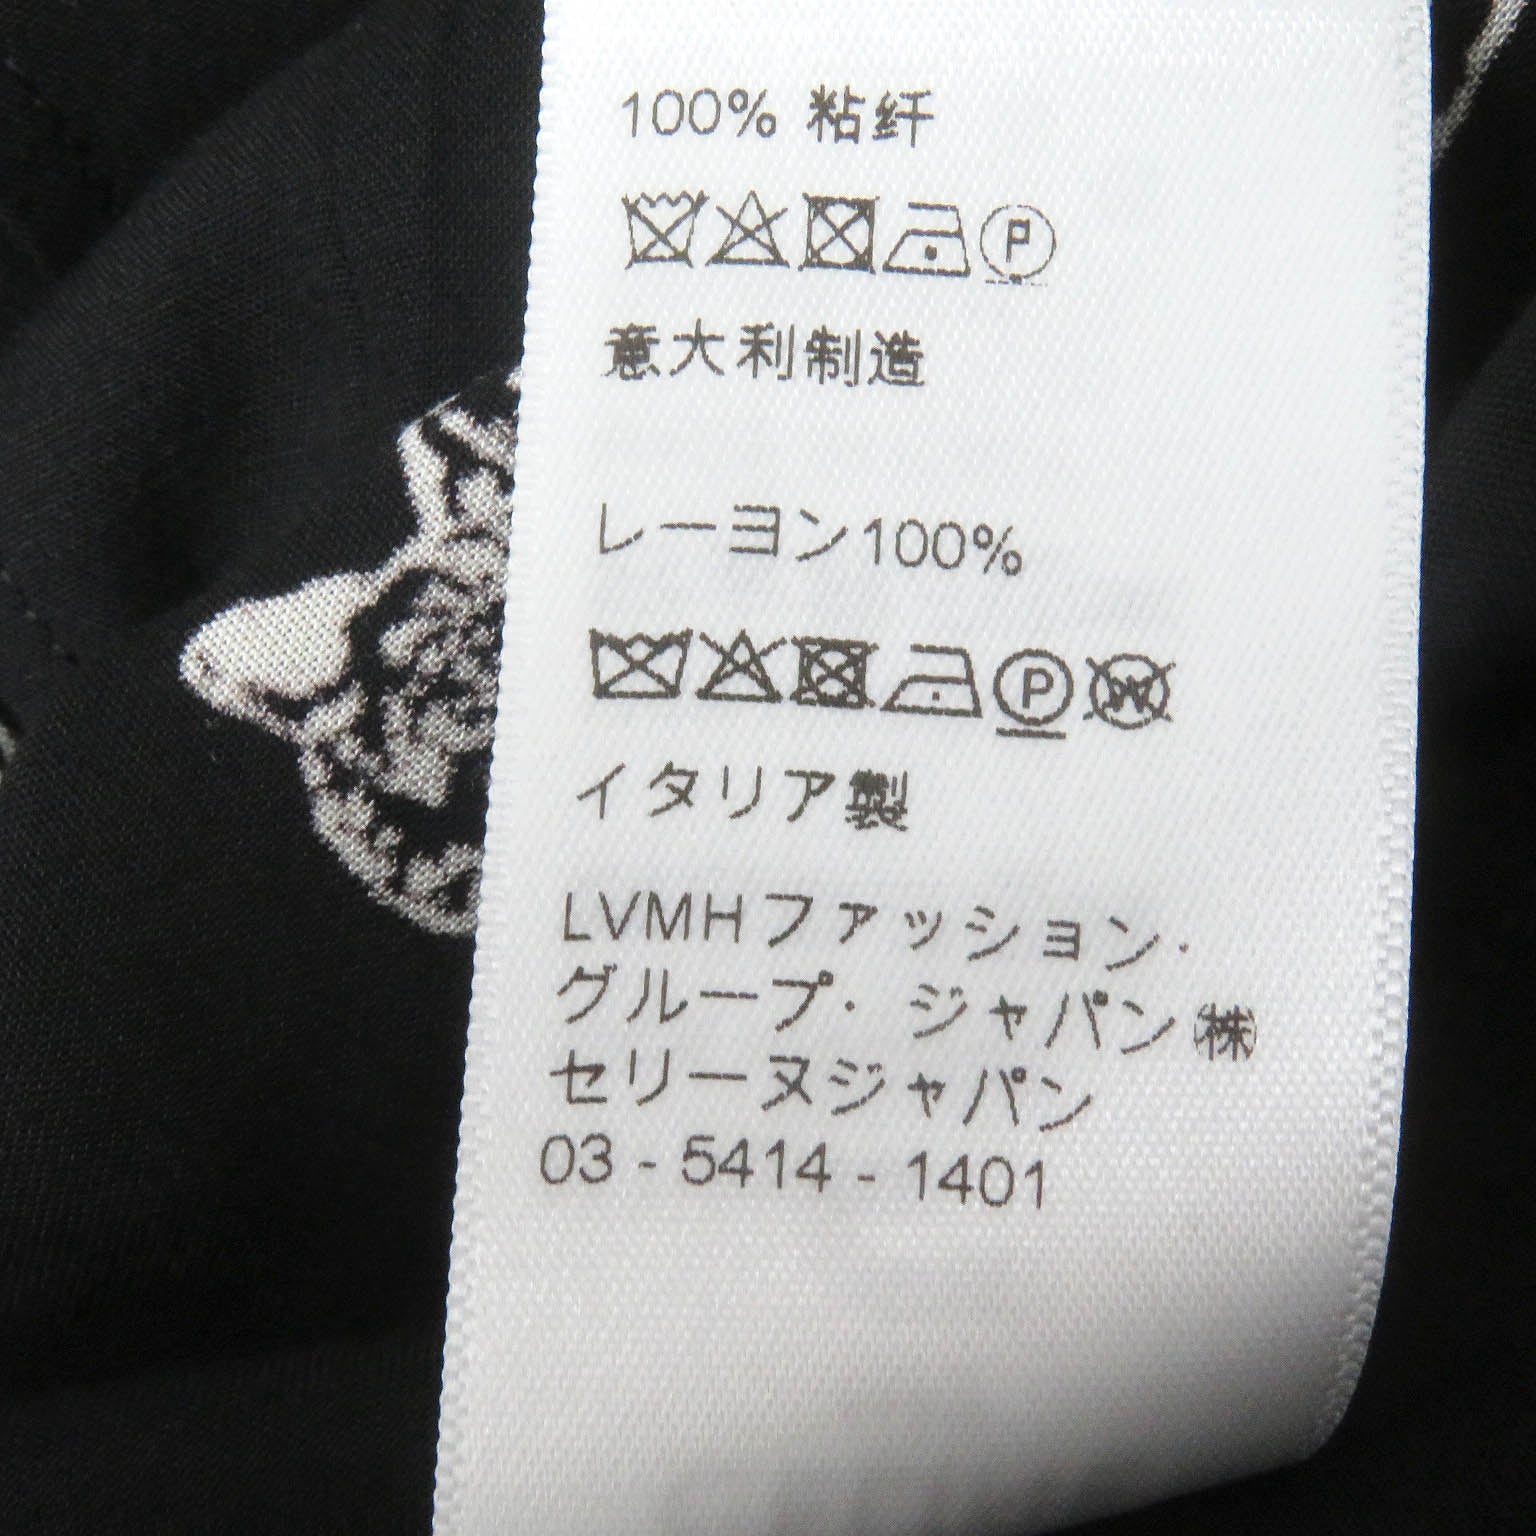 100% 粘纤
P
意大利制造
レーヨン100%
P W
イタリア製
LVMHファッション・
グループ・ジャパン㈱
セリーヌジャパン
03 - 5414 - 1401